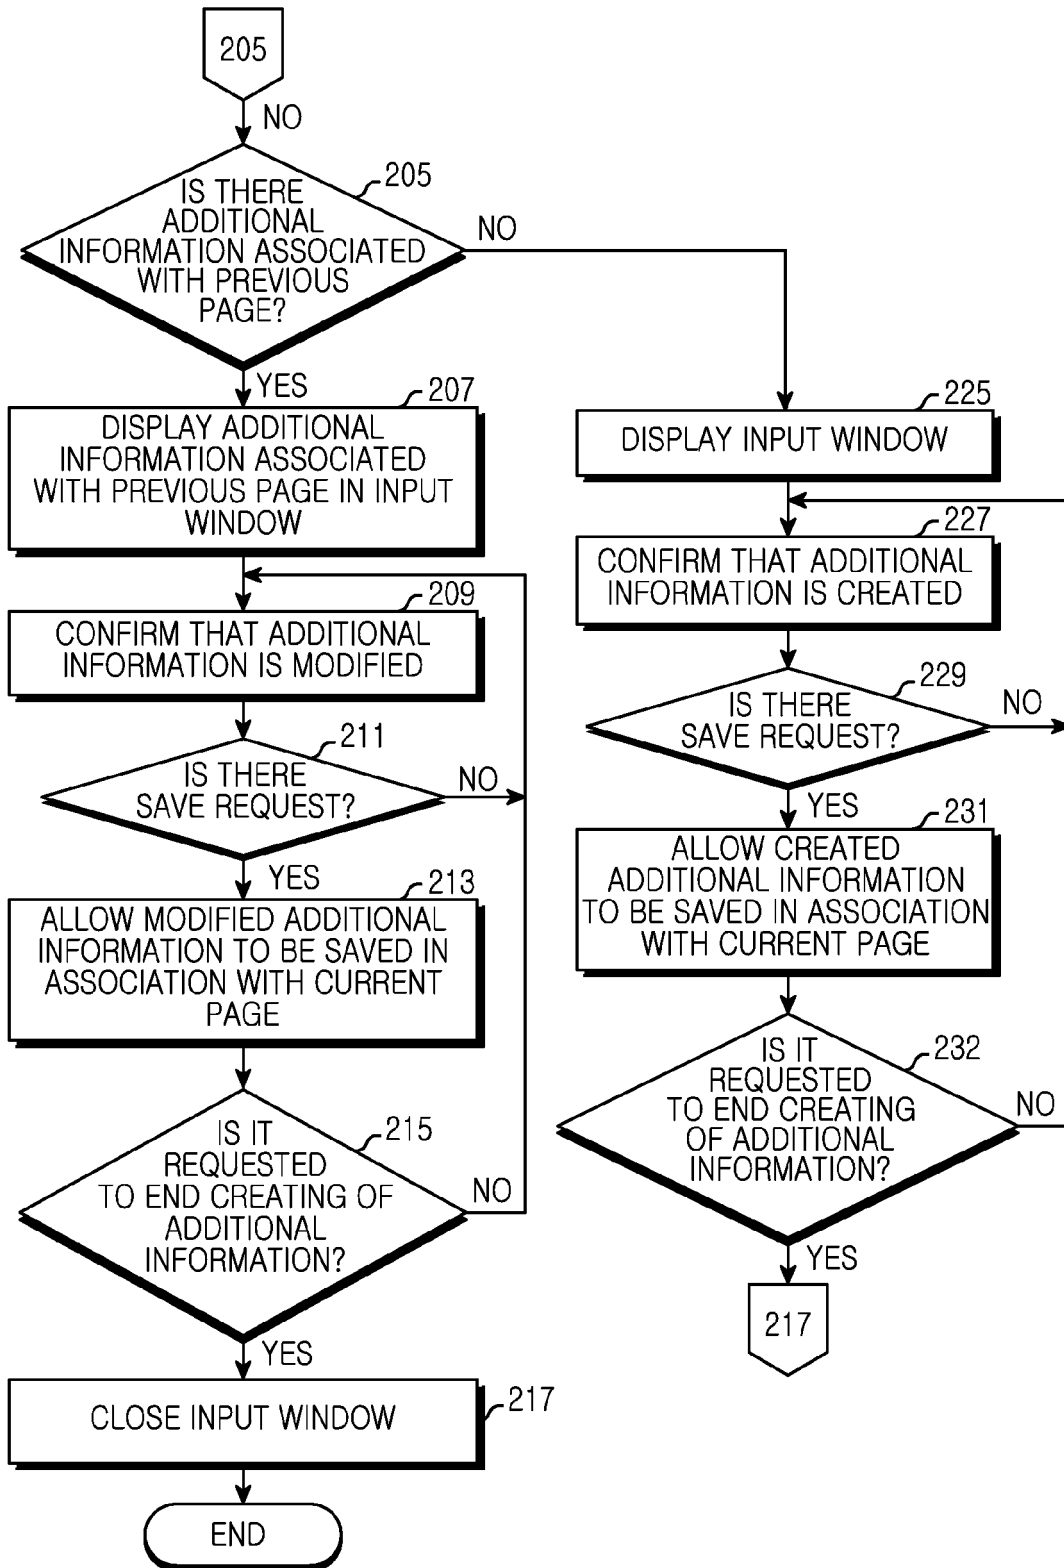 205
NO
205
IS THERE
ADDITIONAL
INFORMATION ASSOCIATED
WITH PREVIOUS
PAGE?
NO
YES
207
DISPLAY ADDITIONAL
INFORMATION ASSOCIATED
WITH PREVIOUS PAGE IN INPUT
WINDOW
209
CONFIRM THAT ADDITIONAL
INFORMATION IS MODIFIED
211
IS THERE
SAVE REQUEST?
NO
YES
213
ALLOW MODIFIED ADDITIONAL
INFORMATION TO BE SAVED IN
ASSOCIATION WITH CURRENT
PAGE
215
IS IT
REQUESTED
TO END CREATING OF
ADDITIONAL
INFORMATION?
NO
YES
CLOSE INPUT WINDOW
217
END
225
DISPLAY INPUT WINDOW
227
CONFIRM THAT ADDITIONAL
INFORMATION IS CREATED
229
IS THERE
SAVE REQUEST?
NO
YES
231
ALLOW CREATED
ADDITIONAL INFORMATION
TO BE SAVED IN ASSOCIATION
WITH CURRENT PAGE
232
IS IT
REQUESTED
TO END CREATING
OF ADDITIONAL
INFORMATION?
NO
YES
217